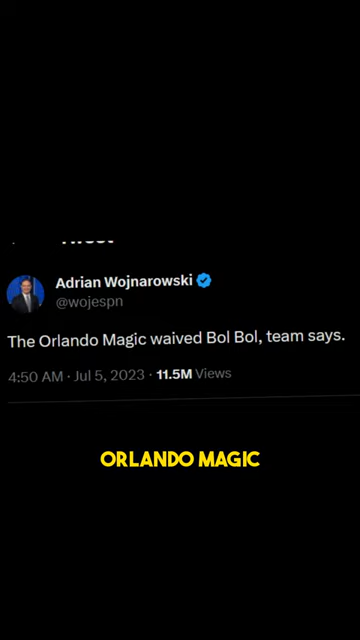 Adrian Wojnarowski
@wojespn
The Orlando Magic waived Bol Bol, team says.
4:50 AM · Jul 5, 2023 · 11.5M Views
ORLANDO MAGIC